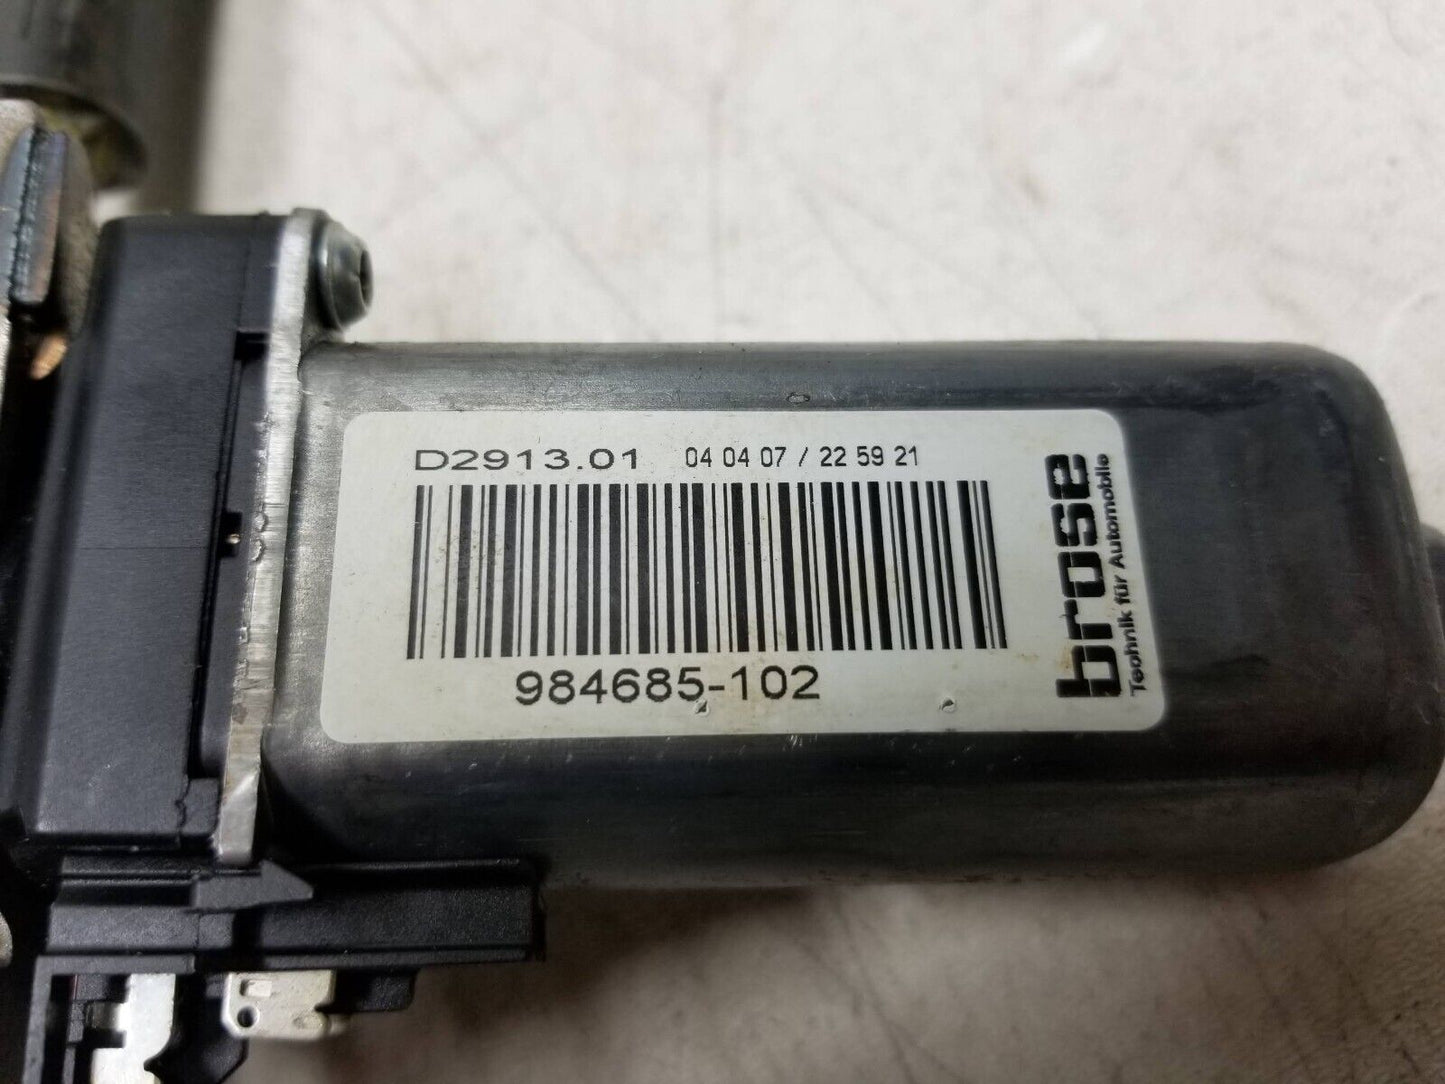 D2913.01 04 04 07 / 22 59 21
984685-102
brose
Technik für Automobile